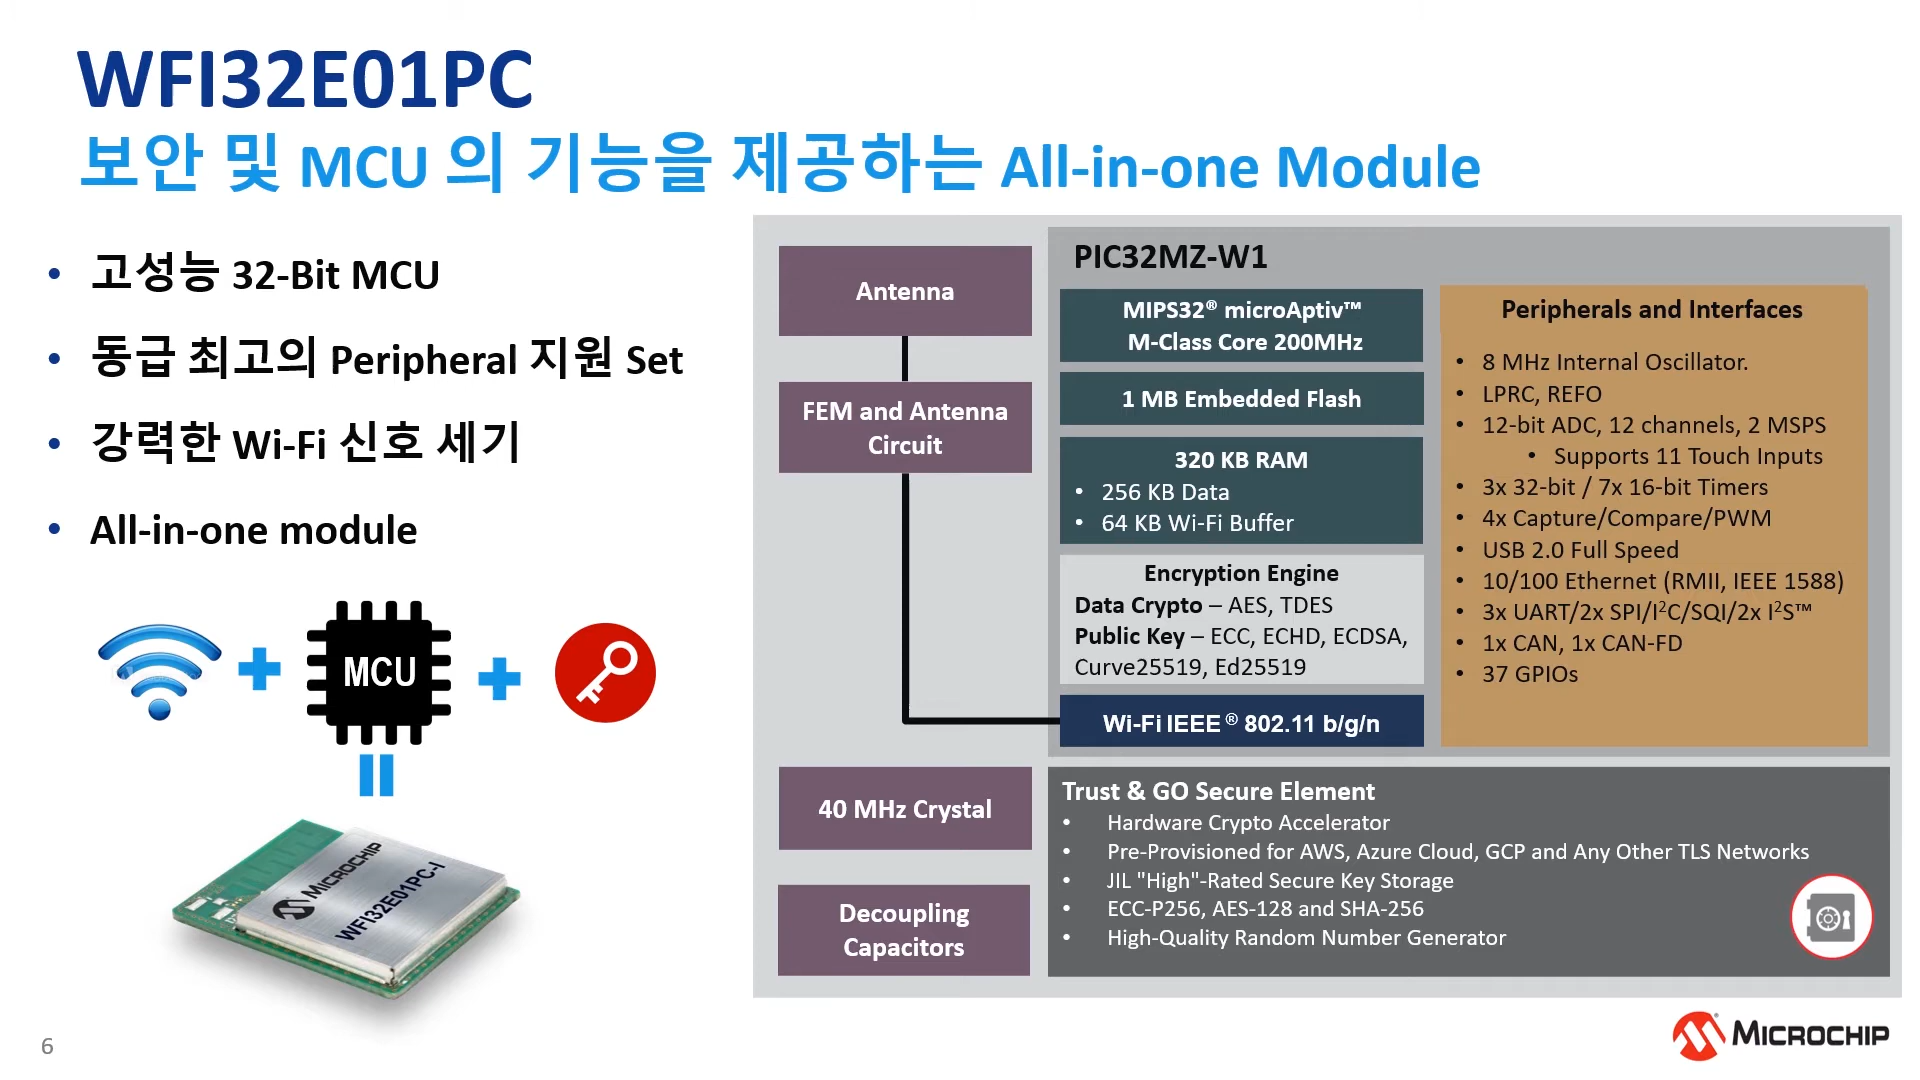 WFI32E01PC
보안 및 MCU 의 기능을 제공하는 All-in-one Module
• 고성능 32-Bit MCU
• 동급 최고의 Peripheral 지원 Set
• 강력한 Wi-Fi 신호 세기
• All-in-one module
MCU
MICROCHIP
WFI32E01PC-I
Antenna
FEM and Antenna
Circuit
40 MHz Crystal
Decoupling
Capacitors
PIC32MZ-W1
MIPS32® microAptiv™
M-Class Core 200MHz
1 MB Embedded Flash
320 KB RAM
• 256 KB Data
• 64 KB Wi-Fi Buffer
Encryption Engine
Data Crypto – AES, TDES
Public Key – ECC, ECHD, ECDSA,
Curve25519, Ed25519
Wi-Fi IEEE® 802.11 b/g/n
Peripherals and Interfaces
• 8 MHz Internal Oscillator.
• LPRC, REFO
• 12-bit ADC, 12 channels, 2 MSPS
• Supports 11 Touch Inputs
• 3x 32-bit / 7x 16-bit Timers
• 4x Capture/Compare/PWM
• USB 2.0 Full Speed
• 10/100 Ethernet (RMII, IEEE 1588)
• 3x UART/2x SPI/I²C/SQI/2x I²S™
• 1x CAN, 1x CAN-FD
• 37 GPIOs
Trust & GO Secure Element
• Hardware Crypto Accelerator
• Pre-Provisioned for AWS, Azure Cloud, GCP and Any Other TLS Networks
• JIL "High"-Rated Secure Key Storage
• ECC-P256, AES-128 and SHA-256
• High-Quality Random Number Generator
6
MICROCHIP